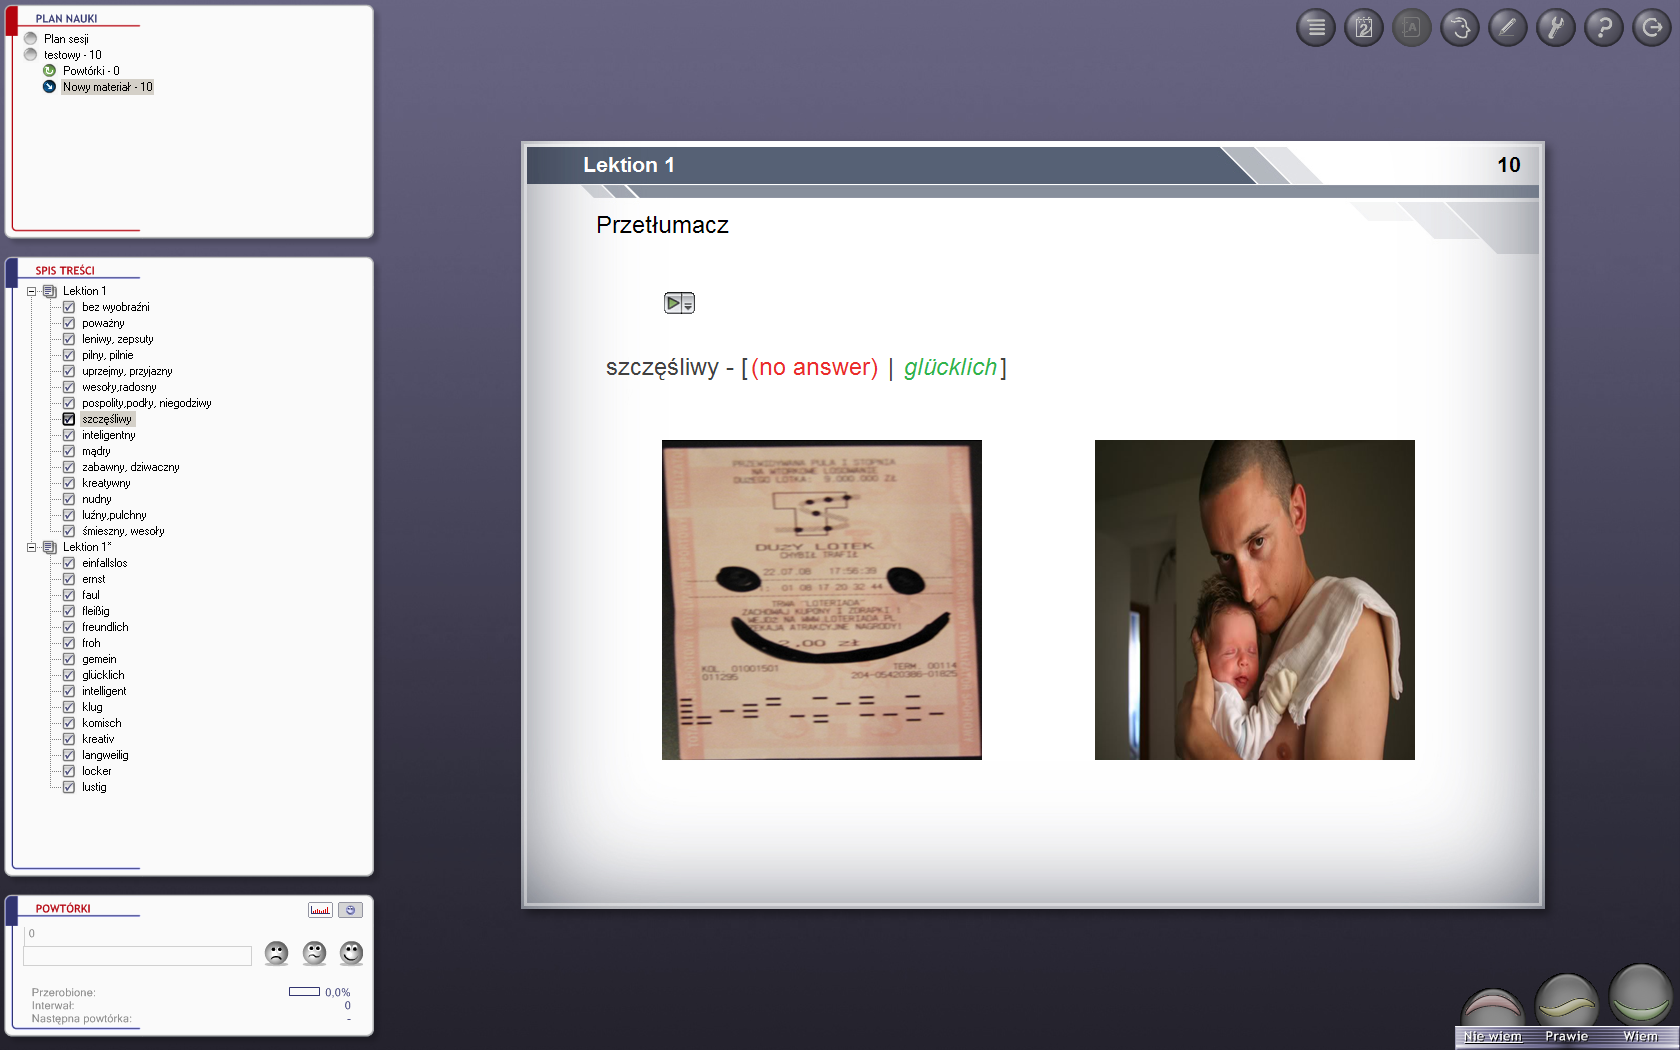 PLAN NAUKI
Plan sesji
testowy - 10
Powtórki - 0
Nowy materiał - 10
SPIS TREŚCI
Lektion 1
bez wyobraźni
poważny
leniwy, zepsuty
pilny, pilnie
uprzejmy, przyjazny
wesoły,radosny
pospolity,podły, niegodziwy
szczęśliwy
inteligentny
mądry
zabawny, dziwaczny
kreatywny
nudny
luźny,pulchny
śmieszny, wesoły
Lektion 1*
einfallslos
ernst
faul
fleißig
freundlich
froh
gemein
glücklich
intelligent
klug
komisch
kreativ
langweilig
locker
lustig
POWTÓRKI
0
Przerobione: 0,0%
Interwał: 0
Następna powtórka: -
Lektion 1 10
Przetłumacz
szczęśliwy - [(no answer) | glücklich]
PRZEWIDYWANA PULA I STOPNIA
NA WTORKOWE LOSOWANIE
DUŻEGO LOTKA: 9.000.000 ZŁ
DUŻY LOTEK
CHYBIŁ TRAFIŁ
22.07.08 17:56:39
01 08 17 20 32 44
TRWA "LOTERIADA"
ZACHOWAJ KUPONY I ZDRAPKI !
WEJDŹ NA WWW.LOTERIADA.PL
CZEKAJĄ ATRAKCYJNE NAGRODY!
2,00 zł
KOL. 01001501 TERM. 00114
011295 204-05420386-01825
Nie wiem Prawie Wiem